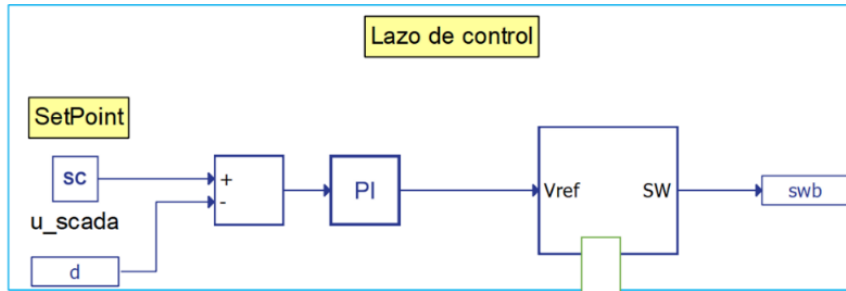 Lazo de control
SetPoint
sc
u_scada
d
+
-
PI
Vref
SW
swb